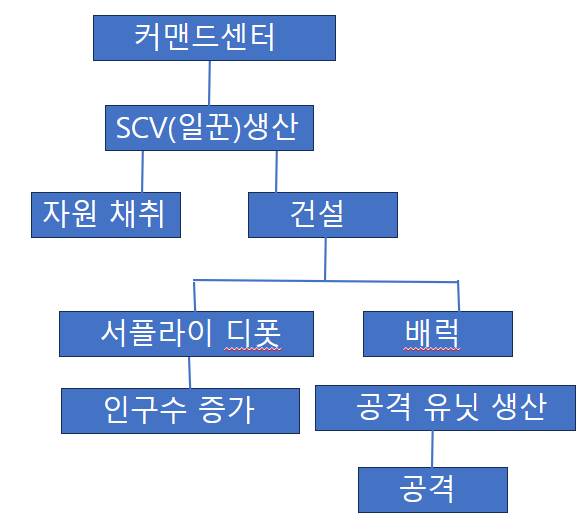 커맨드센터
SCV(일꾼)생산
자원 채취
건설
서플라이 디폿
배럭
인구수 증가
공격 유닛 생산
공격